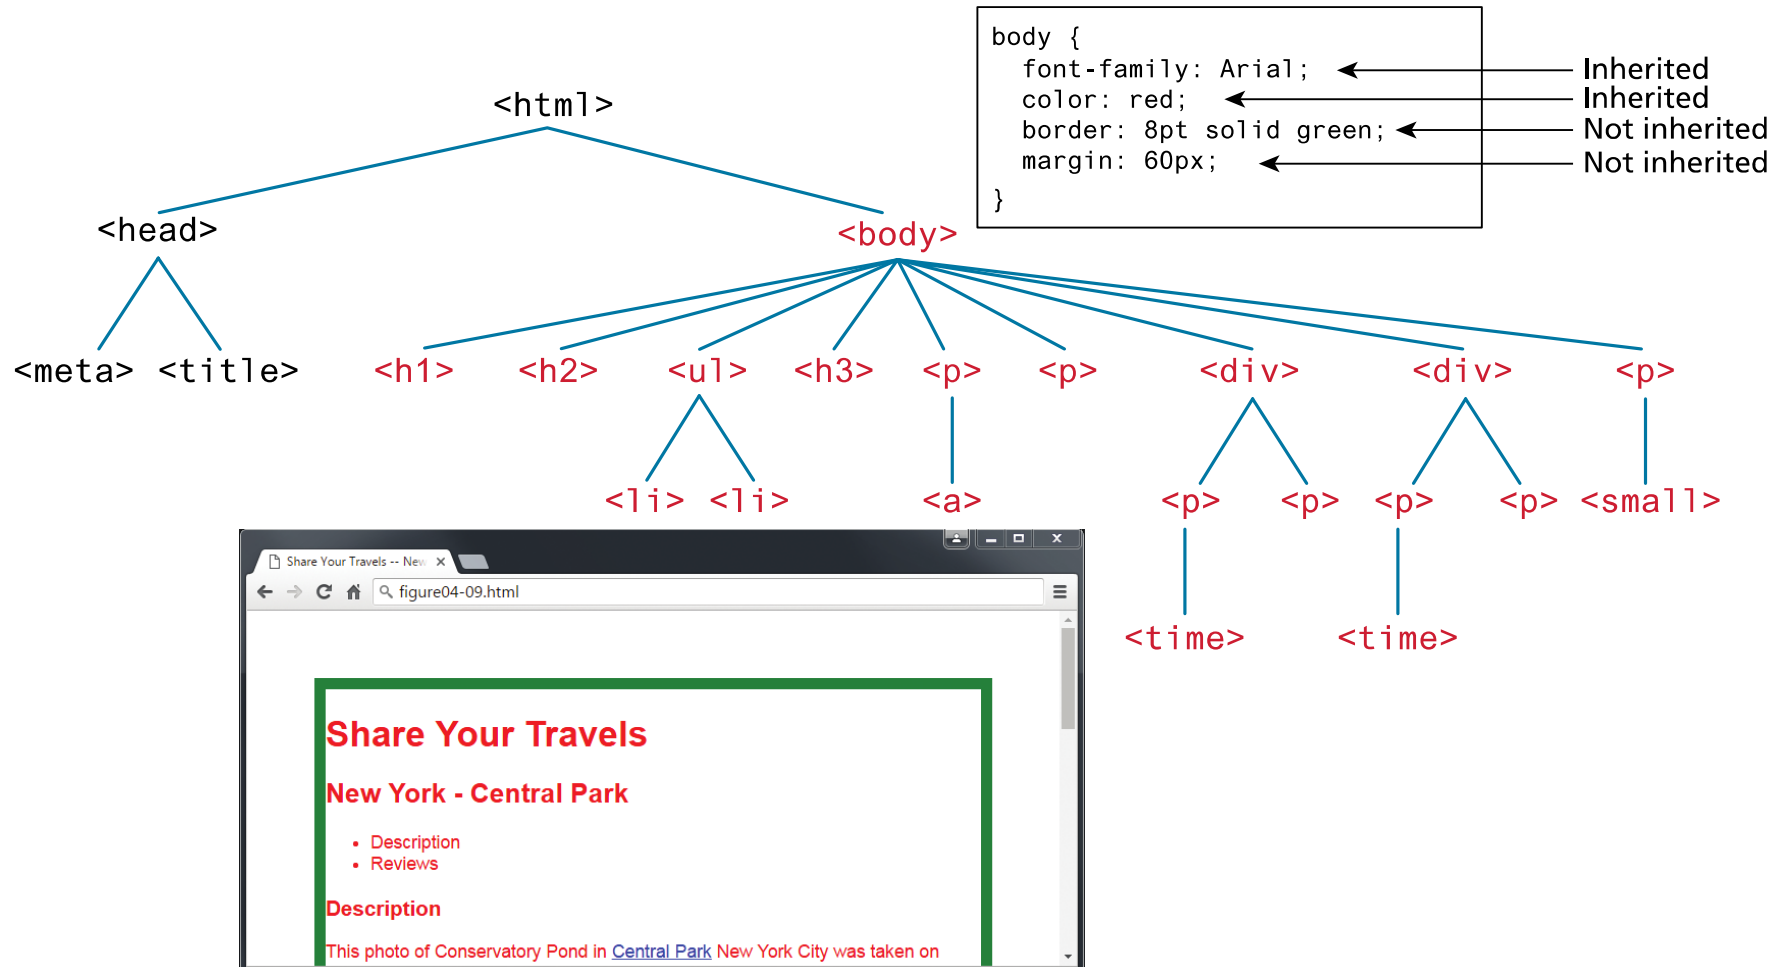 body {
font-family: Arial;
Inherited
color: red;
Inherited
border: 8pt solid green;
Not inherited
margin: 60px;
Not inherited
}
<html>
<head>
<body>
<meta> <title> <h1> <h2> <ul> <h3> <p> <p> <div> <div> <p>
<li> <li> <a> <p> <p> <p> <p> <small>
<time> <time>
Share Your Travels -- New
figure04-09.html
Share Your Travels
New York - Central Park
• Description
• Reviews
Description
This photo of Conservatory Pond in Central Park New York City was taken on